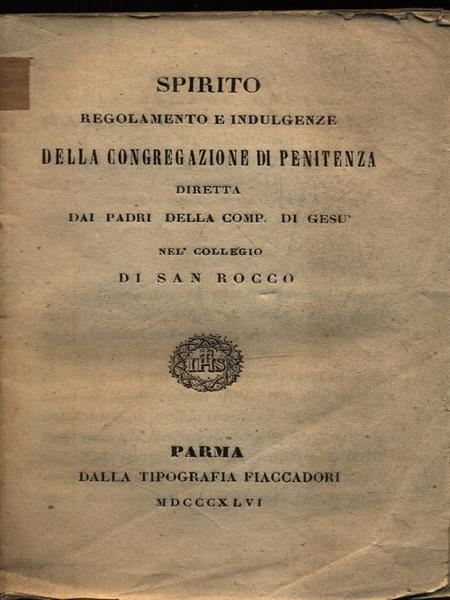 SPIRITO
REGOLAMENTO E INDULGENZE
DELLA CONGREGAZIONE DI PENITENZA
DIRETTA
DAI PADRI DELLA COMP. DI GESU'
NEL' COLLEGIO
DI SAN ROCCO
IHS
PARMA
DALLA TIPOGRAFIA FIACCADORI
MDCCCXLVI